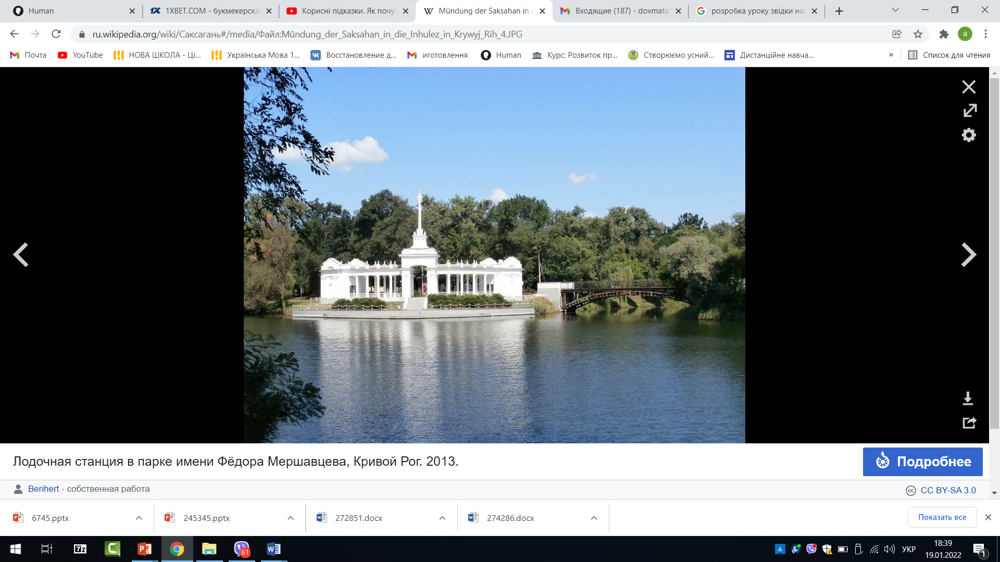 Human
1XBET.COM - букмекерска
Корисні підказки. Як почу
Mündung der Saksahan in d
Входящие (187) - dovmata
розробка уроку звідки наз
ru.wikipedia.org/wiki/Саксагань#/media/Файл:Mündung_der_Saksahan_in_die_Inhulez_in_Krywyj_Rih_4.JPG
a
Почта
YouTube
НОВА ШКОЛА - Ці...
Українська Мова 1...
Восстановление д...
иготовлення
Human
Курс: Розвиток пр...
Створюємо усний...
Дистанційне навча...
»
Список для чтения
Лодочная станция в парке имени Фёдора Мершавцева, Кривой Рог. 2013.
Подробнее
Berihert - собственная работа
CC BY-SA 3.0
6745.pptx
245345.pptx
272851.docx
274286.docx
Показать все
61
УКР
18:39
19.01.2022
1